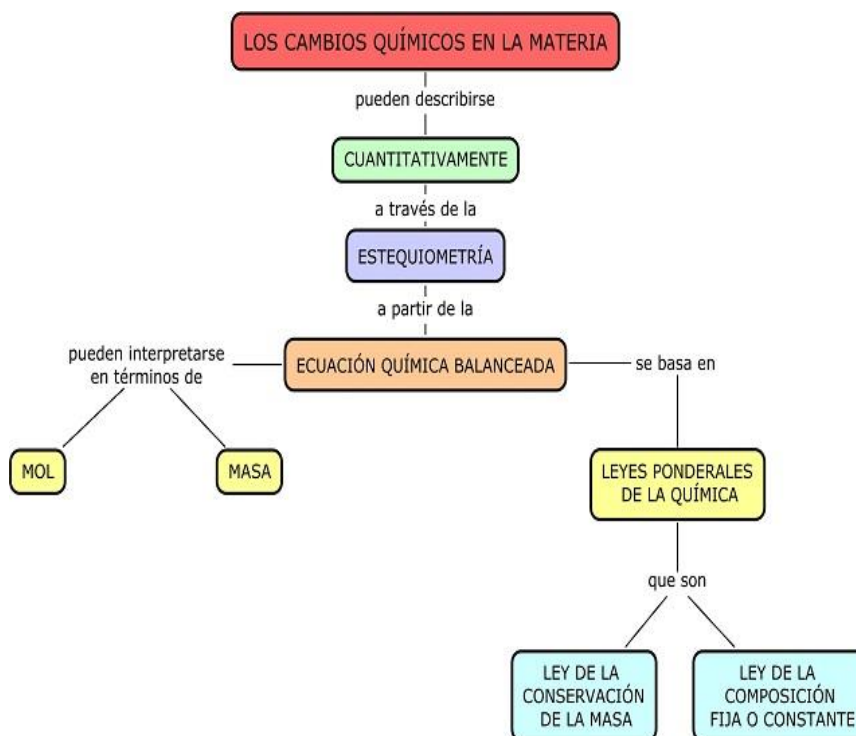 LOS CAMBIOS QUÍMICOS EN LA MATERIA
pueden describirse
CUANTITATIVAMENTE
a través de la
ESTEQUIOMETRÍA
a partir de la
ECUACIÓN QUÍMICA BALANCEADA
pueden interpretarse
en términos de
MOL
MASA
se basa en
LEYES PONDERALES
DE LA QUÍMICA
que son
LEY DE LA
CONSERVACIÓN
DE LA MASA
LEY DE LA
COMPOSICIÓN
FIJA O CONSTANTE